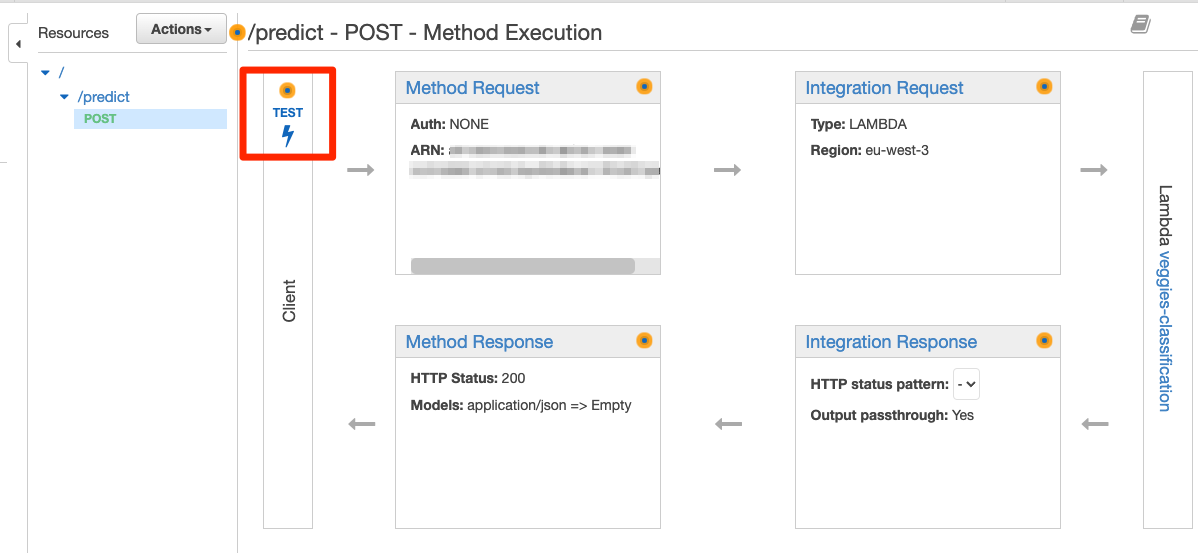 Resources
Actions
/predict - POST - Method Execution
/
/predict
POST
TEST
Client
Method Request
Auth: NONE
ARN:
Integration Request
Type: LAMBDA
Region: eu-west-3
Method Response
HTTP Status: 200
Models: application/json => Empty
Integration Response
HTTP status pattern: -
Output passthrough: Yes
Lambda veggies-classification